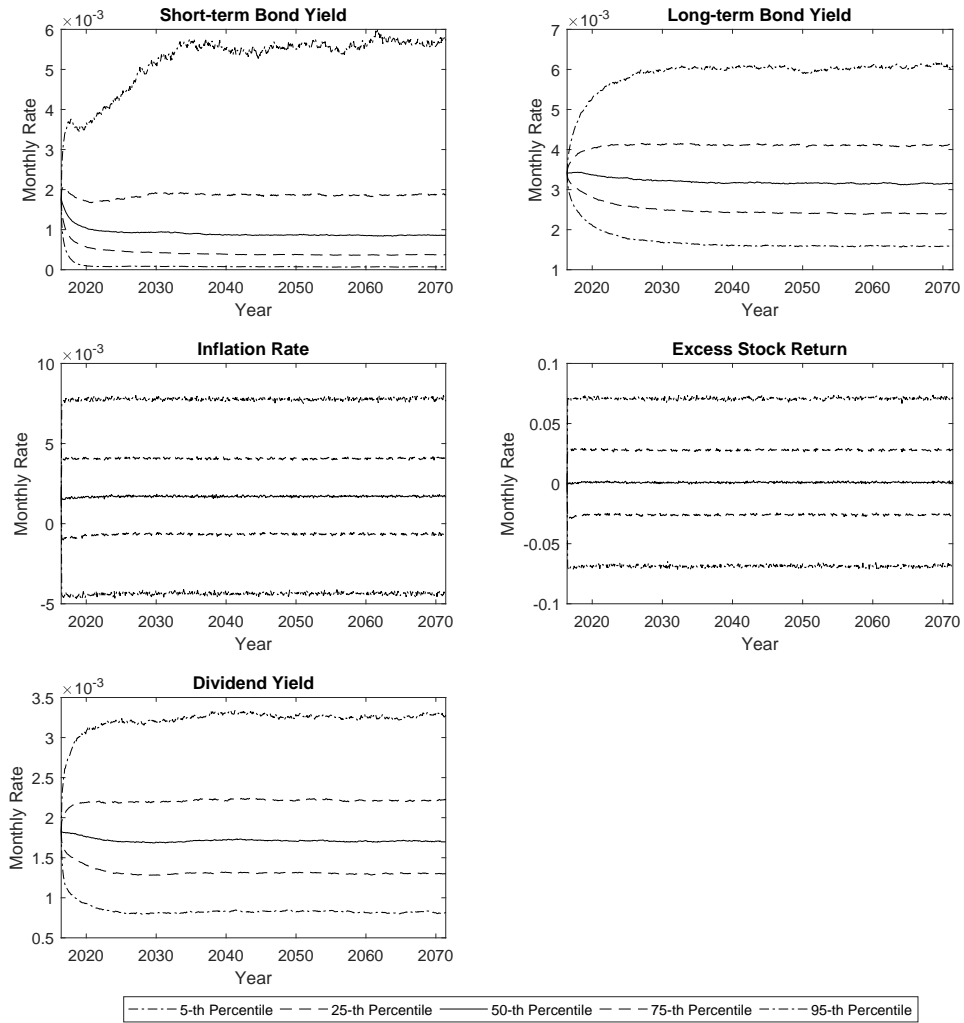 Short-term Bond Yield
×10⁻³
6
5
4
3
2
1
0
Monthly Rate
2020 2030 2040 2050 2060 2070
Year
Long-term Bond Yield
×10⁻³
7
6
5
4
3
2
1
Monthly Rate
2020 2030 2040 2050 2060 2070
Year
Inflation Rate
×10⁻³
10
5
0
-5
Monthly Rate
2020 2030 2040 2050 2060 2070
Year
Excess Stock Return
0.1
0.05
0
-0.05
-0.1
Monthly Rate
2020 2030 2040 2050 2060 2070
Year
Dividend Yield
×10⁻³
3.5
3
2.5
2
1.5
1
0.5
Monthly Rate
2020 2030 2040 2050 2060 2070
Year
5-th Percentile 25-th Percentile 50-th Percentile 75-th Percentile 95-th Percentile